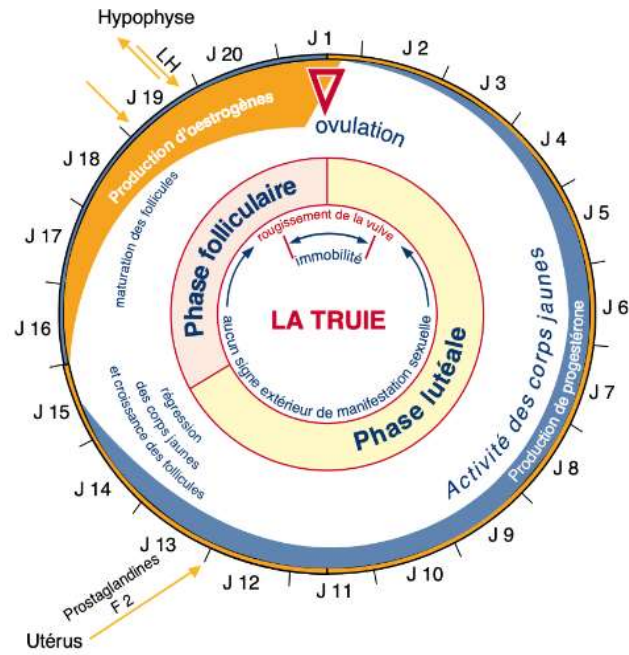 Hypophyse
LH
J 1
J 2
J 3
J 4
J 5
J 6
J 7
J 8
J 9
J 10
J 11
J 12
J 13
J 14
J 15
J 16
J 17
J 18
J 19
J 20
Production d'oestrogènes
ovulation
maturation des follicules
Phase folliculaire
rougissement de la vulve
immobilité
LA TRUIE
aucun signe extérieur de manifestation sexuelle
Phase lutéale
Activité des corps jaunes
Production de progestérone
régression
des corps jaunes
et croissance des follicules
Prostaglandines
F 2
Utérus